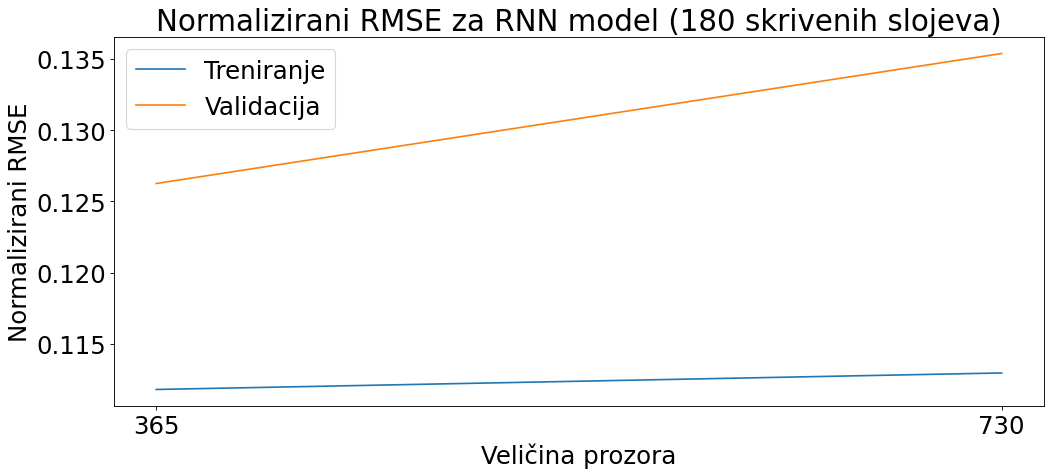 Normalizirani RMSE za RNN model (180 skrivenih slojeva)
Treniranje
Validacija
Normalizirani RMSE
0.135
0.130
0.125
0.120
0.115
365
730
Veličina prozora